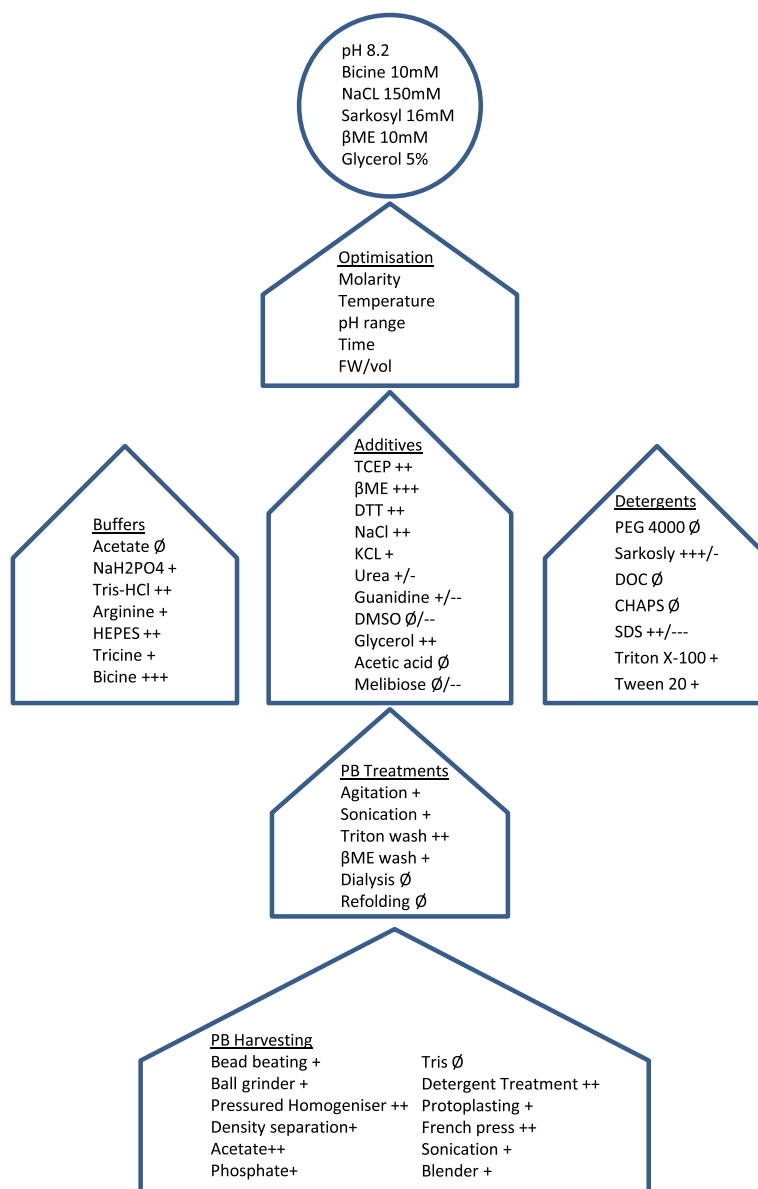 pH 8.2
Bicine 10mM
NaCL 150mM
Sarkosyl 16mM
βME 10mM
Glycerol 5%
Optimisation
Molarity
Temperature
pH range
Time
FW/vol
Buffers
Acetate Ø
NaH2PO4 +
Tris-HCl ++
Arginine +
HEPES ++
Tricine +
Bicine +++
Additives
TCEP ++
βME +++
DTT ++
NaCl ++
KCL +
Urea +/-
Guanidine +/--
DMSO Ø/--
Glycerol ++
Acetic acid Ø
Melibiose Ø/--
Detergents
PEG 4000 Ø
Sarkosly +++/-
DOC Ø
CHAPS Ø
SDS ++/---
Triton X-100 +
Tween 20 +
PB Treatments
Agitation +
Sonication +
Triton wash ++
βME wash +
Dialysis Ø
Refolding Ø
PB Harvesting
Bead beating +
Ball grinder +
Pressured Homogeniser ++
Density separation+
Acetate++
Phosphate+
Tris Ø
Detergent Treatment ++
Protoplasting +
French press ++
Sonication +
Blender +